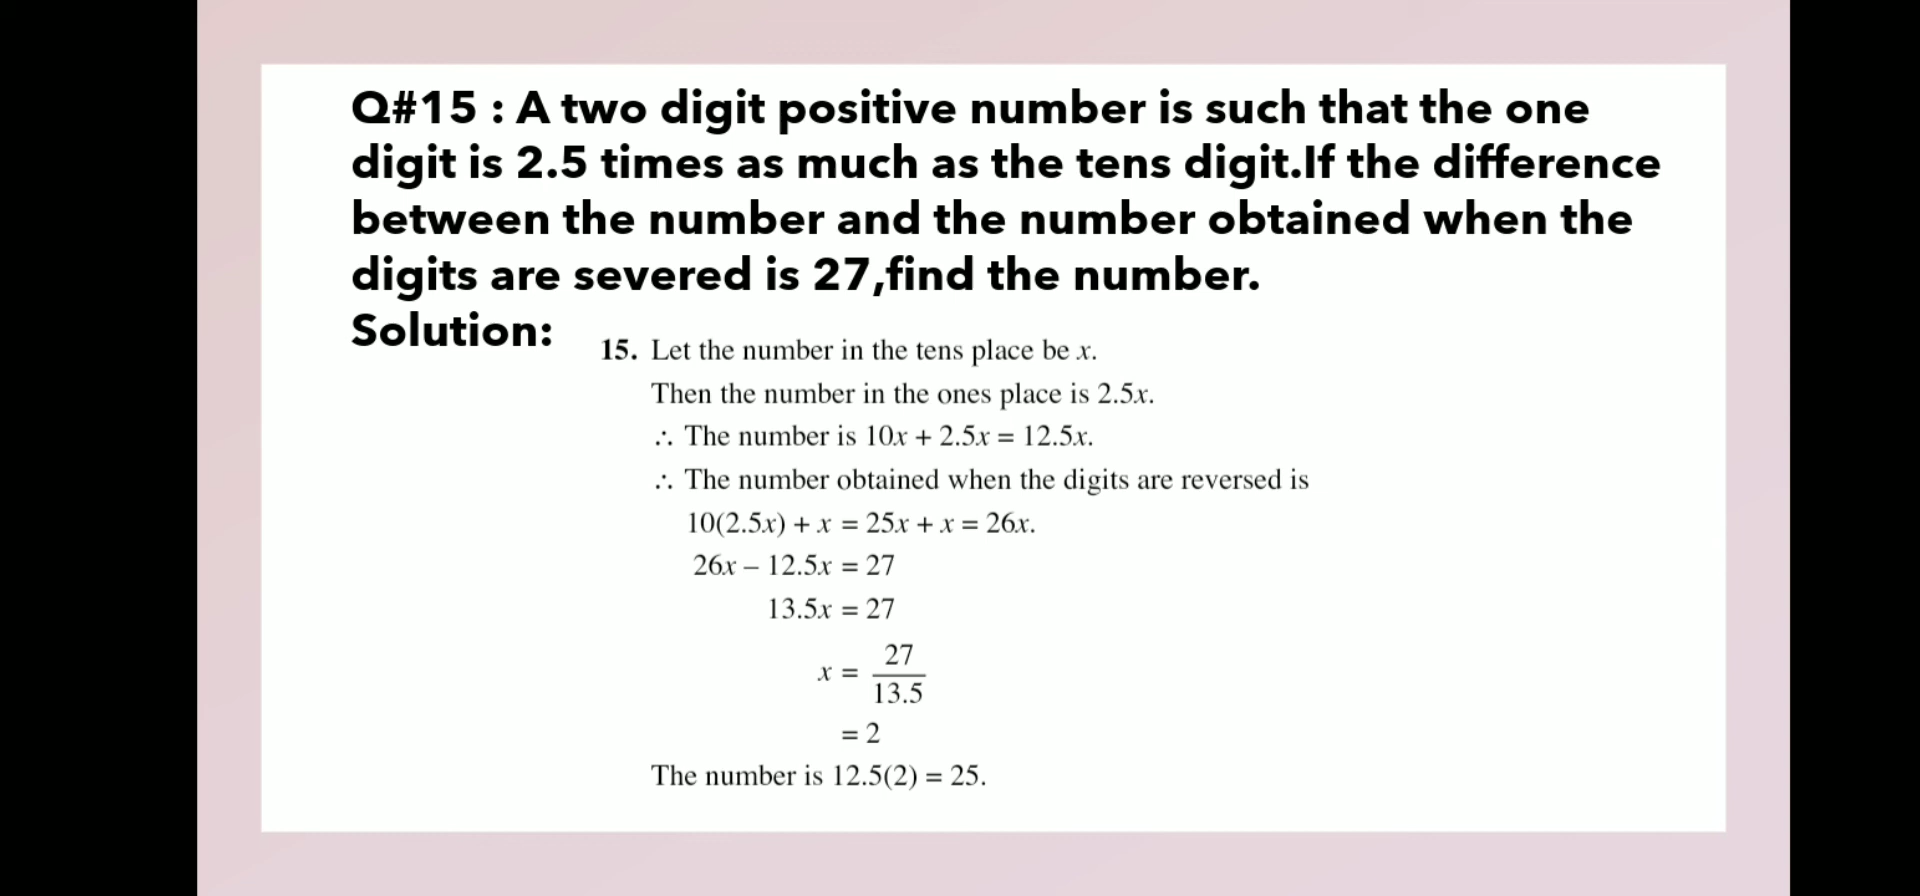 Q#15 : A two digit positive number is such that the one
digit is 2.5 times as much as the tens digit.If the difference
between the number and the number obtained when the
digits are severed is 27,find the number.
Solution:
15. Let the number in the tens place be x.
Then the number in the ones place is 2.5x.
∴ The number is 10x + 2.5x = 12.5x.
∴ The number obtained when the digits are reversed is
10(2.5x) + x = 25x + x = 26x.
26x – 12.5x = 27
13.5x = 27
x = 27/13.5
= 2
The number is 12.5(2) = 25.